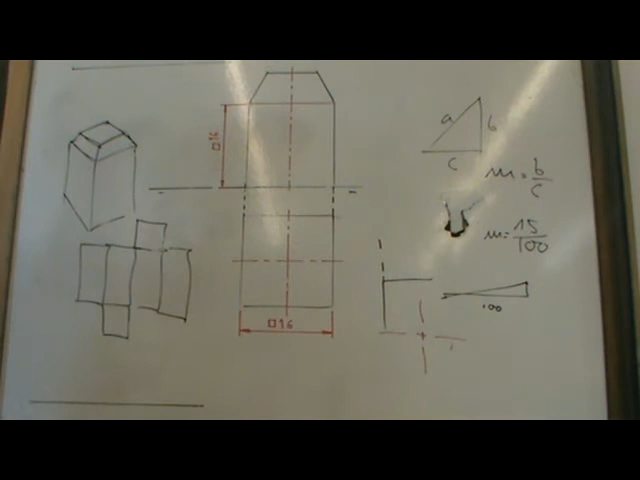 □16
□16
a
b
c
m = b/c
m = 15/100
100